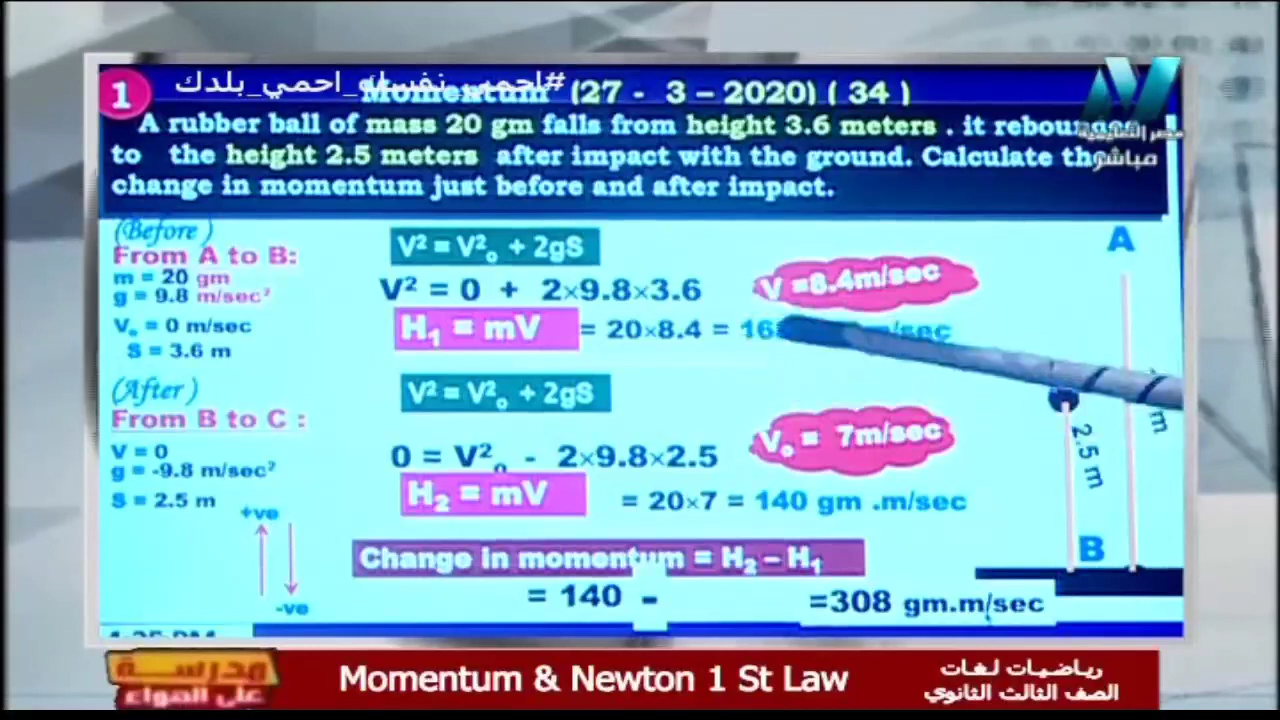 #احمي_نفسك_احمي_بلدك
1
Momentum (27 - 3 – 2020) ( 34 )
A rubber ball of mass 20 gm falls from height 3.6 meters . it
to the height 2.5 meters after impact with the ground. Calculate
change in momentum just before and after impact.
مصر التعليمية
مباشر
(Before)
From A to B:
m = 20 gm
g = 9.8 m/sec²
V₀ = 0 m/sec
S = 3.6 m
V² = V²₀ + 2gS
V² = 0 + 2×9.8×3.6
V =8.4m/sec
H₁ = mV = 20×8.4 = m/sec
A
(After)
From B to C :
V = 0
g = -9.8 m/sec²
S = 2.5 m
+ve
-ve
V² = V²₀ + 2gS
0 = V²₀ - 2×9.8×2.5
V₀ = 7m/sec
H₂ = mV = 20×7 = 140 gm .m/sec
2.5 m
m
B
Change in momentum = H₂ – H₁
= 140 - =308 gm.m/sec
مدرسة
على الهواء
Momentum & Newton 1 St Law
رياضيات لغات
الصف الثالث الثانوي